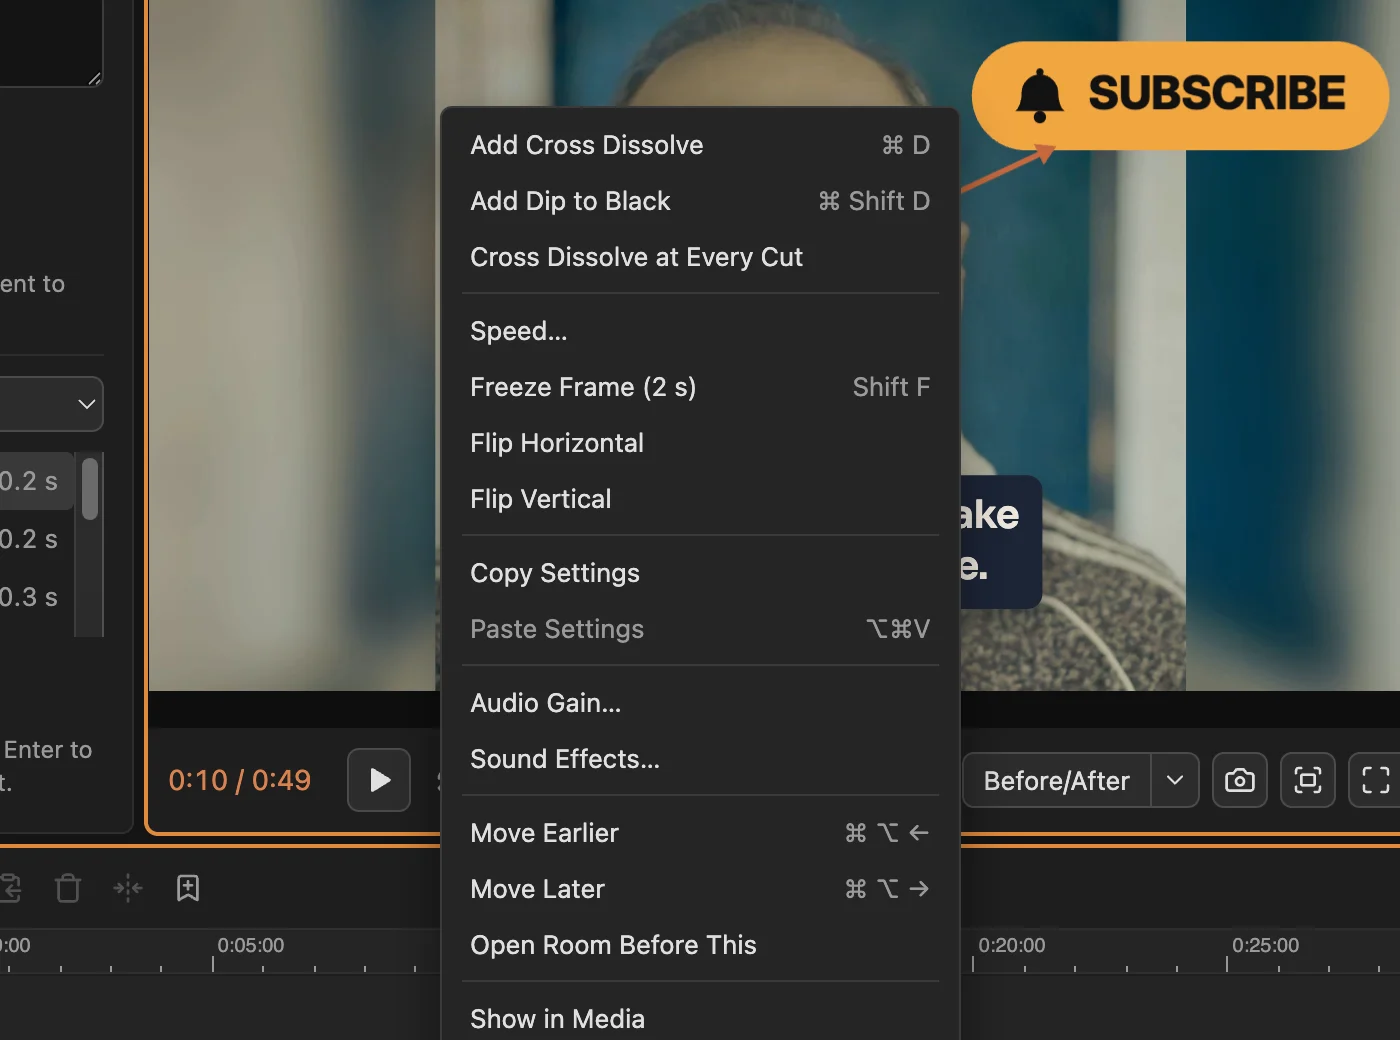 SUBSCRIBE
Add Cross Dissolve ⌘ D
Add Dip to Black ⌘ Shift D
Cross Dissolve at Every Cut
ent to
Speed...
Freeze Frame (2 s) Shift F
Flip Horizontal
0.2 s
Flip Vertical
ake
0.2 s
e.
Copy Settings
0.3 s
Paste Settings ⌥⌘V
Audio Gain...
Enter to
Sound Effects...
t.
0:10 / 0:49
Before/After
Move Earlier ⌘ ⌥ ←
Move Later ⌘ ⌥ →
:00 0:05:00 0:20:00 0:25:00
Open Room Before This
Show in Media